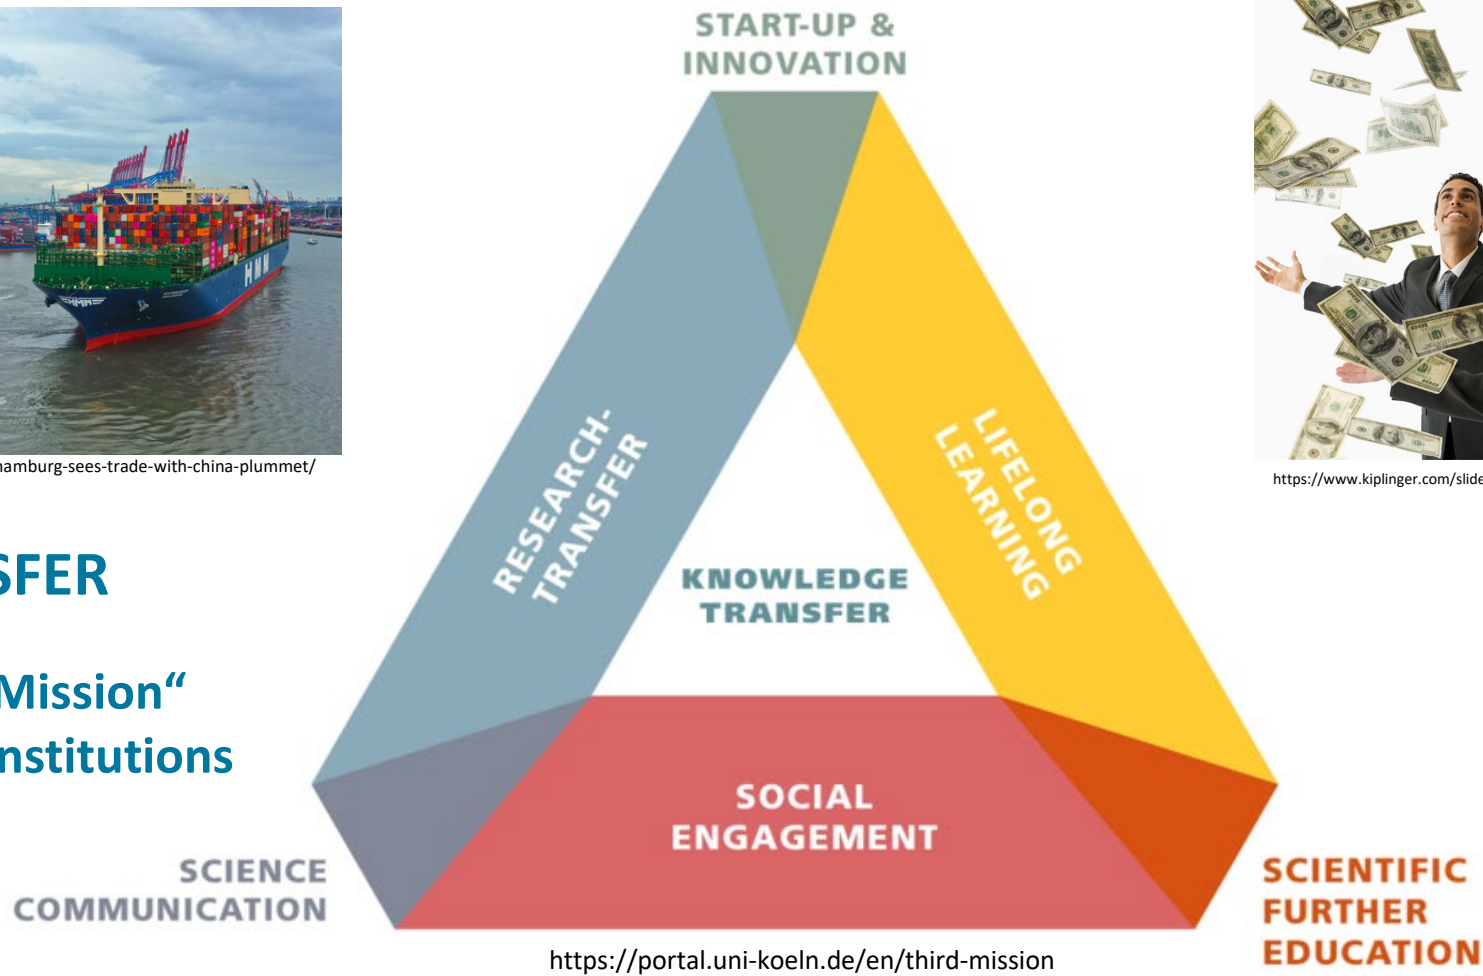 START-UP &
INNOVATION
HMM
hamburg-sees-trade-with-china-plummet/
https://www.kiplinger.com/slide
RESEARCH-
TRANSFER
LIFELONG
LEARNING
KNOWLEDGE
TRANSFER
SFER
Mission“
nstitutions
SOCIAL
ENGAGEMENT
SCIENCE
COMMUNICATION
SCIENTIFIC
FURTHER
EDUCATION
https://portal.uni-koeln.de/en/third-mission